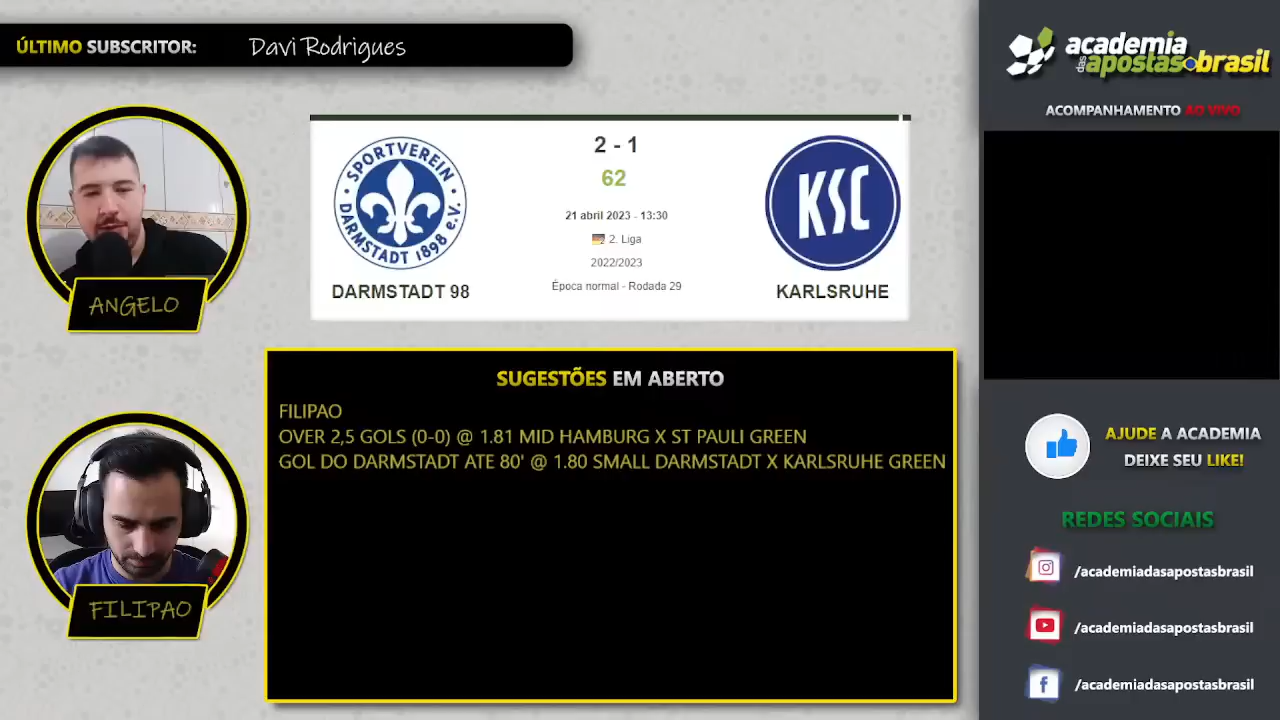 ÚLTIMO SUBSCRITOR: Davi Rodrigues
academia
das apostas brasil
ACOMPANHAMENTO AO VIVO
SPORTVEREIN
DARMSTADT 1898 e.V.
2 - 1
62
21 abril 2023 - 13:30
2. Liga
2022/2023
Época normal - Rodada 29
KSC
DARMSTADT 98
KARLSRUHE
ANGELO
SUGESTÕES EM ABERTO
FILIPAO
OVER 2,5 GOLS (0-0) @ 1.81 MID HAMBURG X ST PAULI GREEN
GOL DO DARMSTADT ATE 80' @ 1.80 SMALL DARMSTADT X KARLSRUHE GREEN
FILIPAO
AJUDE A ACADEMIA
DEIXE SEU LIKE!
REDES SOCIAIS
/academiadasapostasbrasil
/academiadasapostasbrasil
/academiadasapostasbrasil